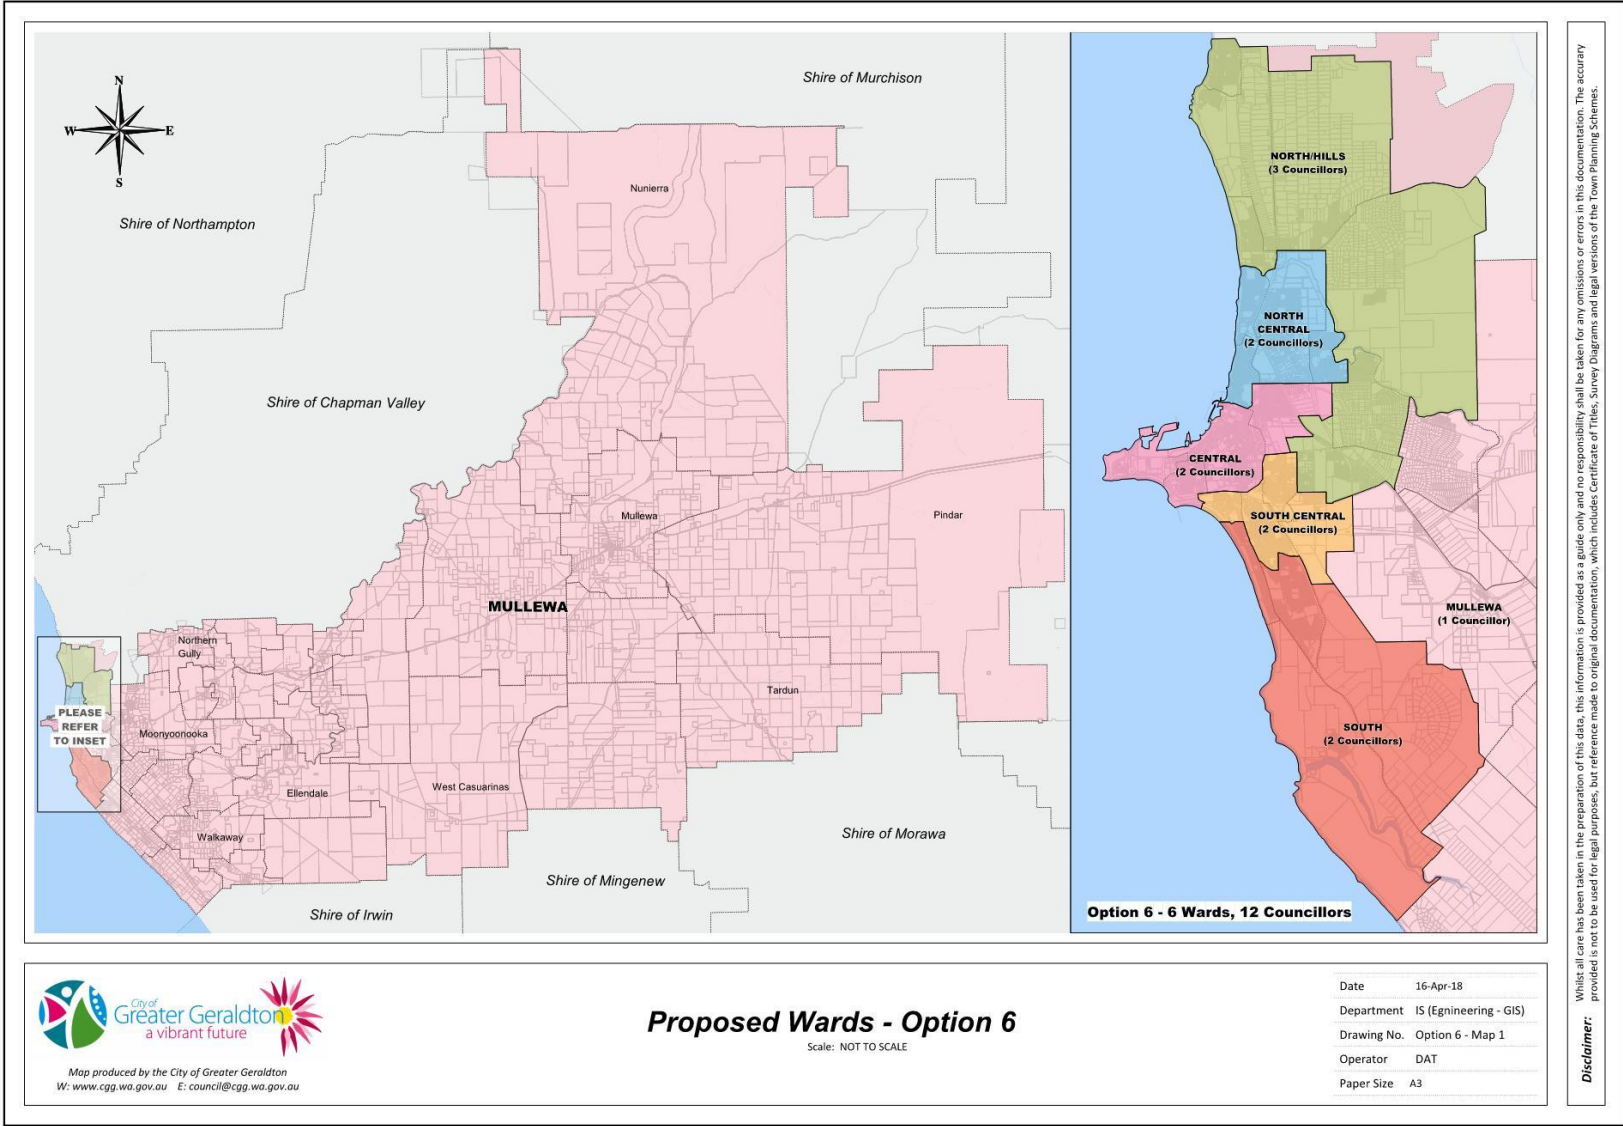 N
W
E
S
Shire of Murchison
Shire of Northampton
Nunierra
Shire of Chapman Valley
Mullewa
Pindar
MULLEWA
Northern
Gully
Tardun
PLEASE
REFER
TO INSET
Moonyoonooka
Ellendale
West Casuarinas
Walkaway
Shire of Morawa
Shire of Mingenew
Shire of Irwin
NORTH/HILLS
(3 Councillors)
NORTH
CENTRAL
(2 Councillors)
CENTRAL
(2 Councillors)
SOUTH CENTRAL
(2 Councillors)
MULLEWA
(1 Councillor)
SOUTH
(2 Councillors)
Option 6 - 6 Wards, 12 Councillors
City of
Greater Geraldton
a vibrant future
Map produced by the City of Greater Geraldton
W: www.cgg.wa.gov.au E: council@cgg.wa.gov.au
Proposed Wards - Option 6
Scale: NOT TO SCALE
Date 16-Apr-18
Department IS (Egnineering - GIS)
Drawing No. Option 6 - Map 1
Operator DAT
Paper Size A3
Disclaimer: Whilst all care has been taken in the preparation of this data, this information is provided as a guide only and no responsibility shall be taken for any omissions or errors in this documentation. The accurary
provided is not to be used for legal purposes, but reference made to original documentation, which includes Certificate of Titles, Survey Diagrams and legal versions of the Town Planning Schemes.